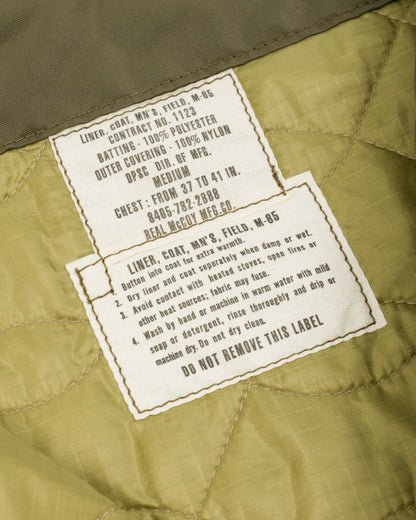 LINER, COAT, MN'S, FIELD, M-65
CONTRACT NO. 1123
BATTING: 100% POLYESTER
OUTER COVERING: 100% NYLON
DPSC DIR. OF MFG.
MEDIUM
CHEST: FROM 37 TO 41 IN.
8405-782-2888
REAL McCOY MFG.CO.
LINER, COAT, MN'S, FIELD, M-65
Button into coat for extra warmth.
2. Dry liner and coat separately when damp or wet.
3. Avoid contact with heated stoves, open fires or
other heat sources; fabric may fuse.
4. Wash by hand or machine in warm water with mild
soap or detergent, rinse thoroughly and drip or
machine dry. Do not dry clean.
DO NOT REMOVE THIS LABEL